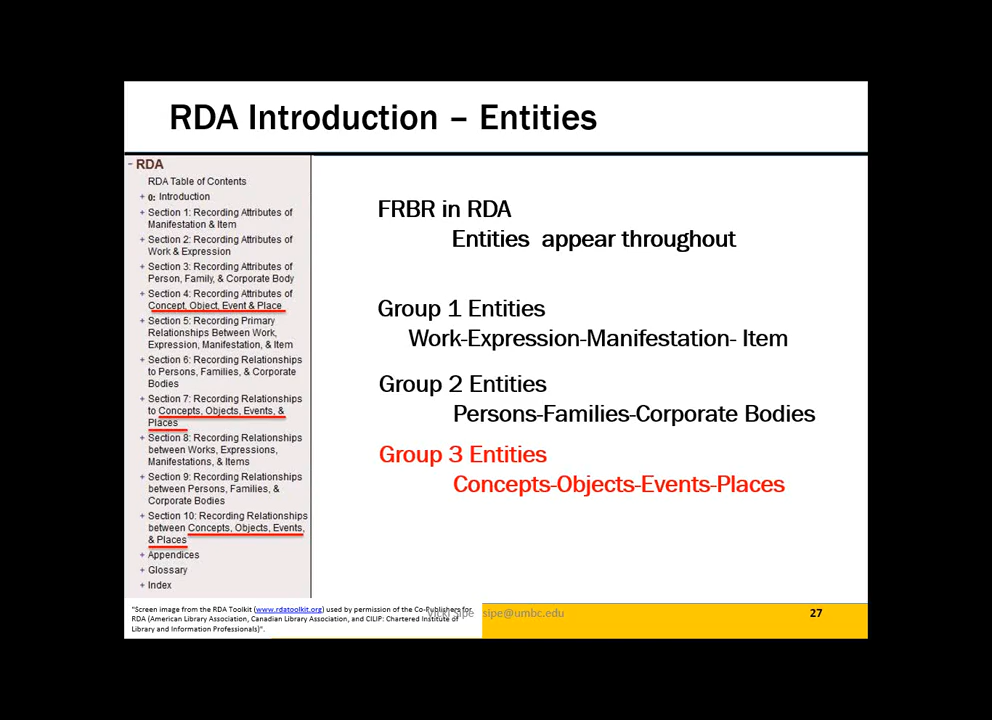 RDA Introduction – Entities
- RDA
RDA Table of Contents
+ 0: Introduction
+ Section 1: Recording Attributes of
Manifestation & Item
+ Section 2: Recording Attributes of
Work & Expression
+ Section 3: Recording Attributes of
Person, Family, & Corporate Body
+ Section 4: Recording Attributes of
Concept, Object, Event & Place
+ Section 5: Recording Primary
Relationships Between Work,
Expression, Manifestation, & Item
+ Section 6: Recording Relationships
to Persons, Families, & Corporate
Bodies
+ Section 7: Recording Relationships
to Concepts, Objects, Events, &
Places
+ Section 8: Recording Relationships
between Works, Expressions,
Manifestations, & Items
+ Section 9: Recording Relationships
between Persons, Families, &
Corporate Bodies
+ Section 10: Recording Relationships
between Concepts, Objects, Events,
& Places
+ Appendices
+ Glossary
+ Index
FRBR in RDA
Entities appear throughout
Group 1 Entities
Work-Expression-Manifestation- Item
Group 2 Entities
Persons-Families-Corporate Bodies
Group 3 Entities
Concepts-Objects-Events-Places
"Screen image from the RDA Toolkit (www.rdatoolkit.org) used by permission of the Co-Publishers for
RDA (American Library Association, Canadian Library Association, and CILIP: Chartered Institute of
Library and Information Professionals)".
Vicki Sipe sipe@umbc.edu
27